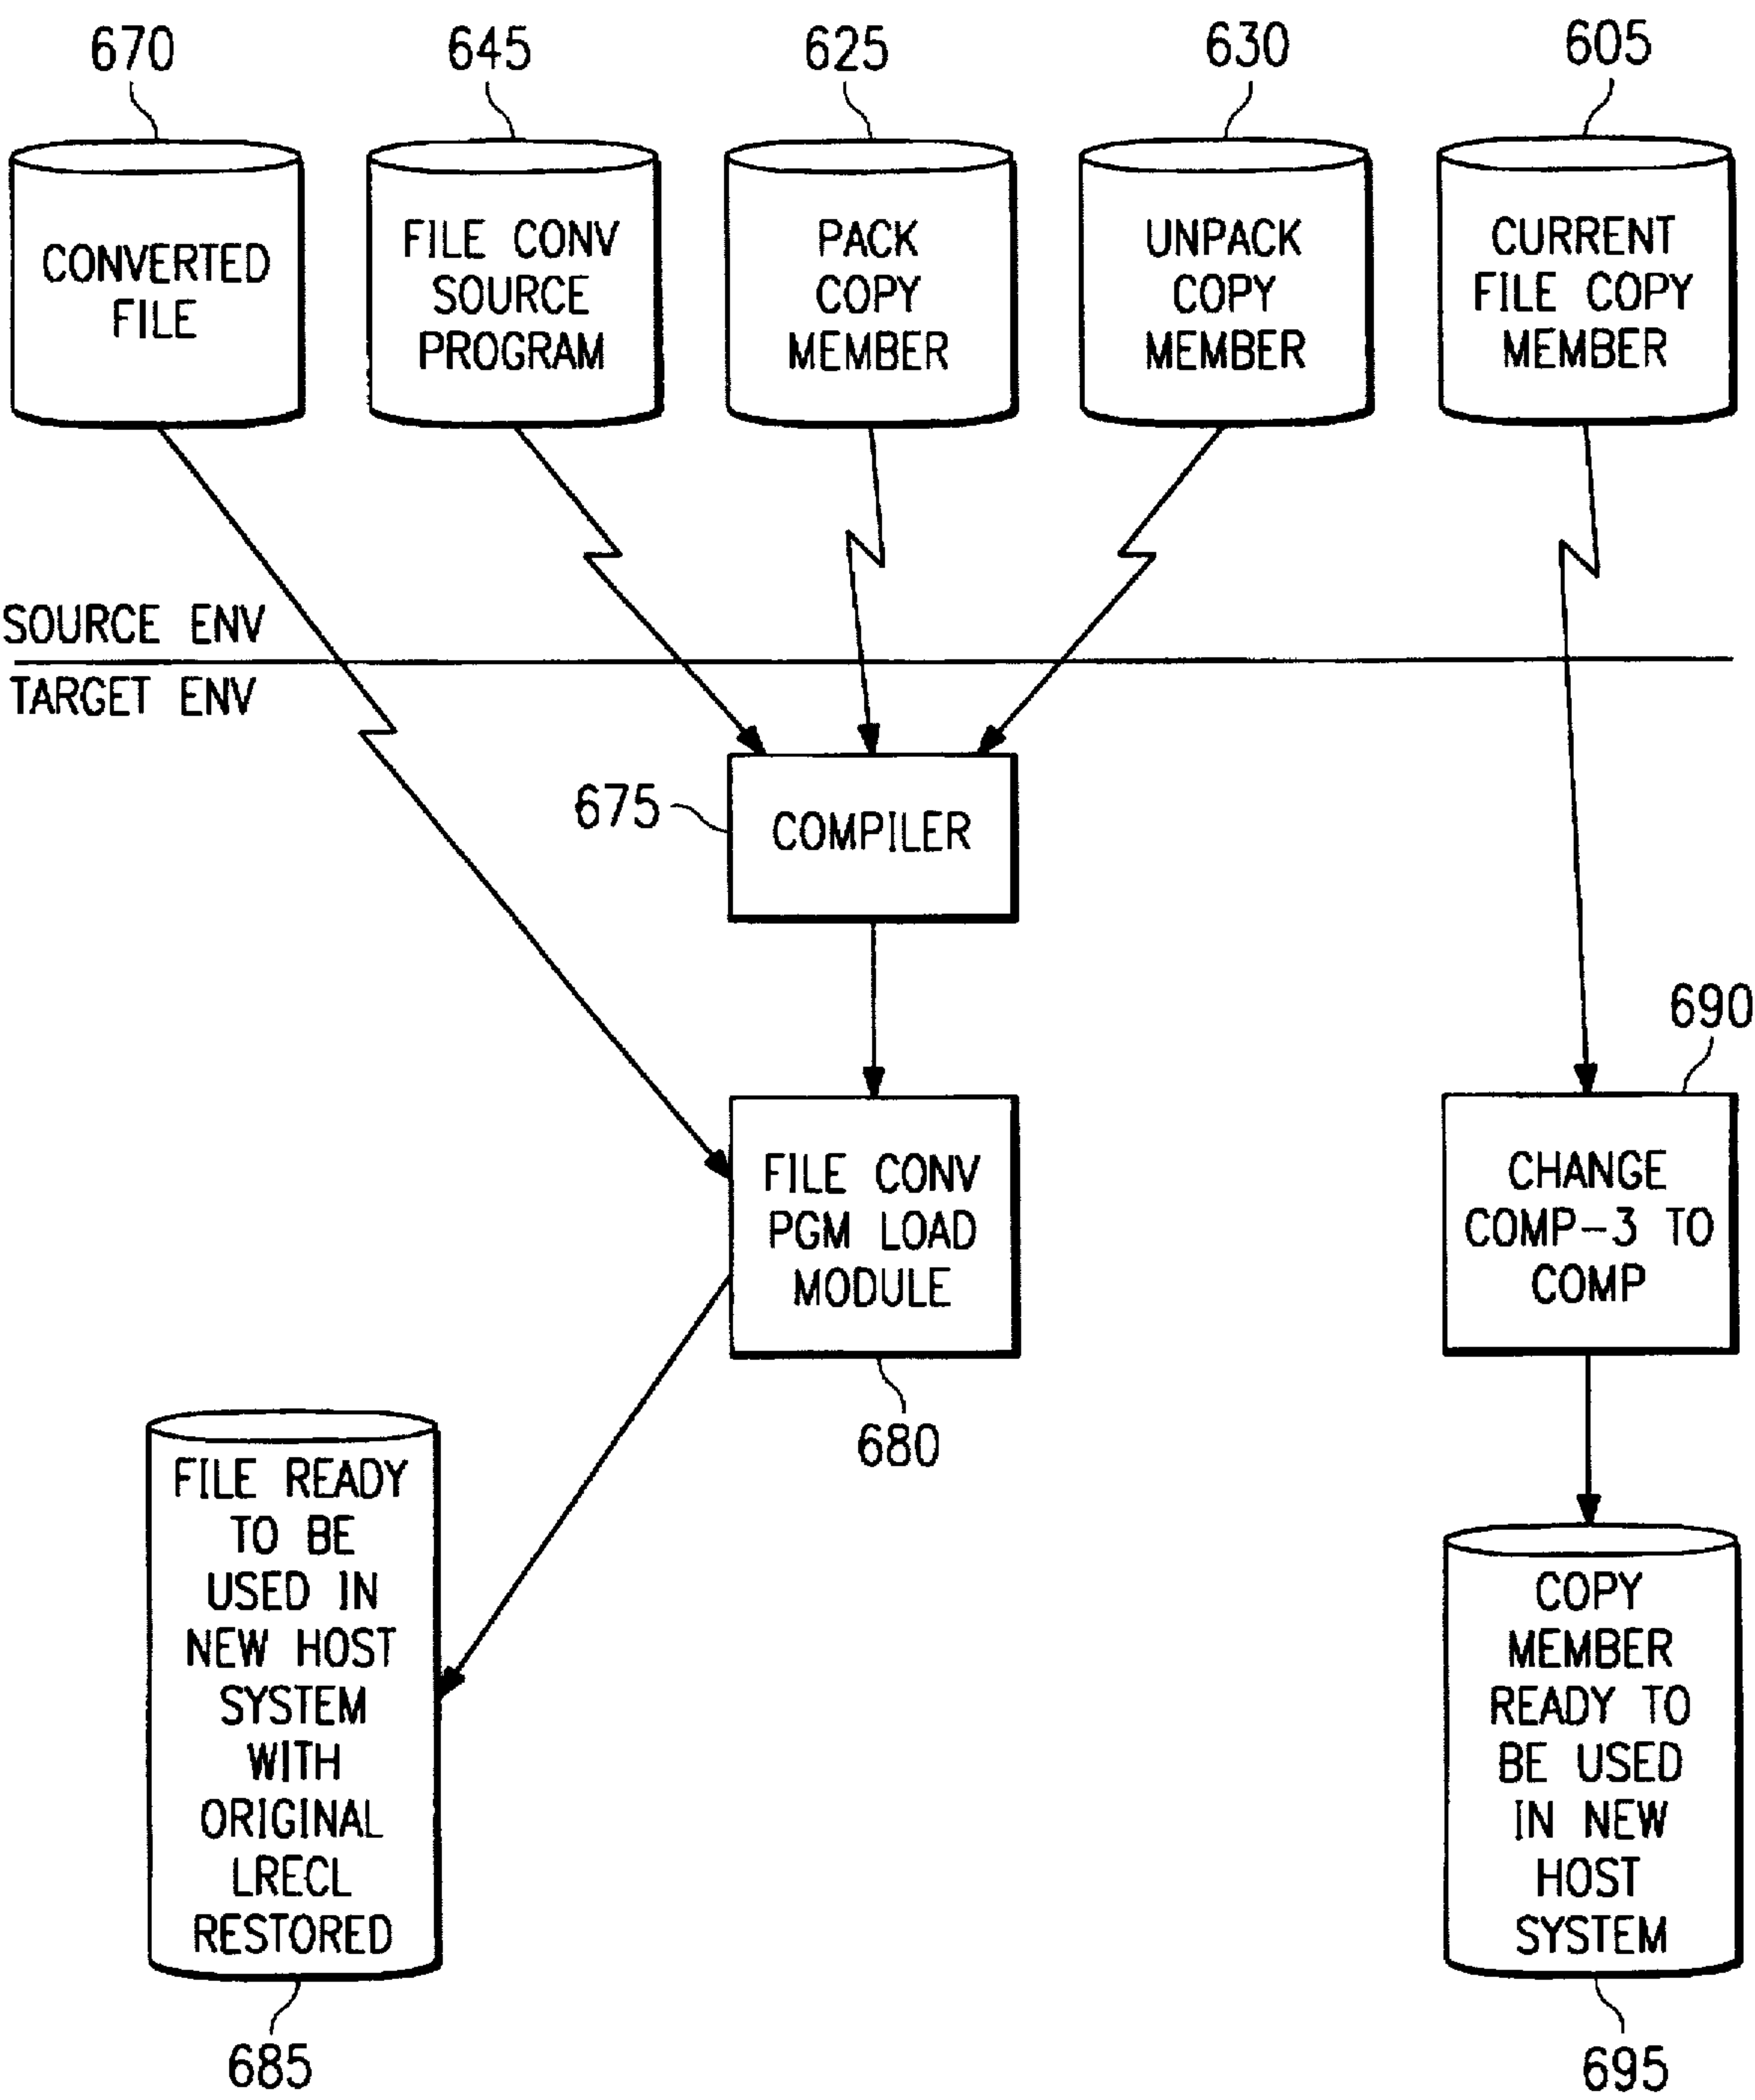 670
645
625
630
605
CONVERTED
FILE
FILE CONV
SOURCE
PROGRAM
PACK
COPY
MEMBER
UNPACK
COPY
MEMBER
CURRENT
FILE COPY
MEMBER
SOURCE ENV
TARGET ENV
675
COMPILER
690
FILE CONV
PGM LOAD
MODULE
680
CHANGE
COMP-3 TO
COMP
FILE READY
TO BE
USED IN
NEW HOST
SYSTEM
WITH
ORIGINAL
LRECL
RESTORED
685
COPY
MEMBER
READY TO
BE USED
IN NEW
HOST
SYSTEM
695